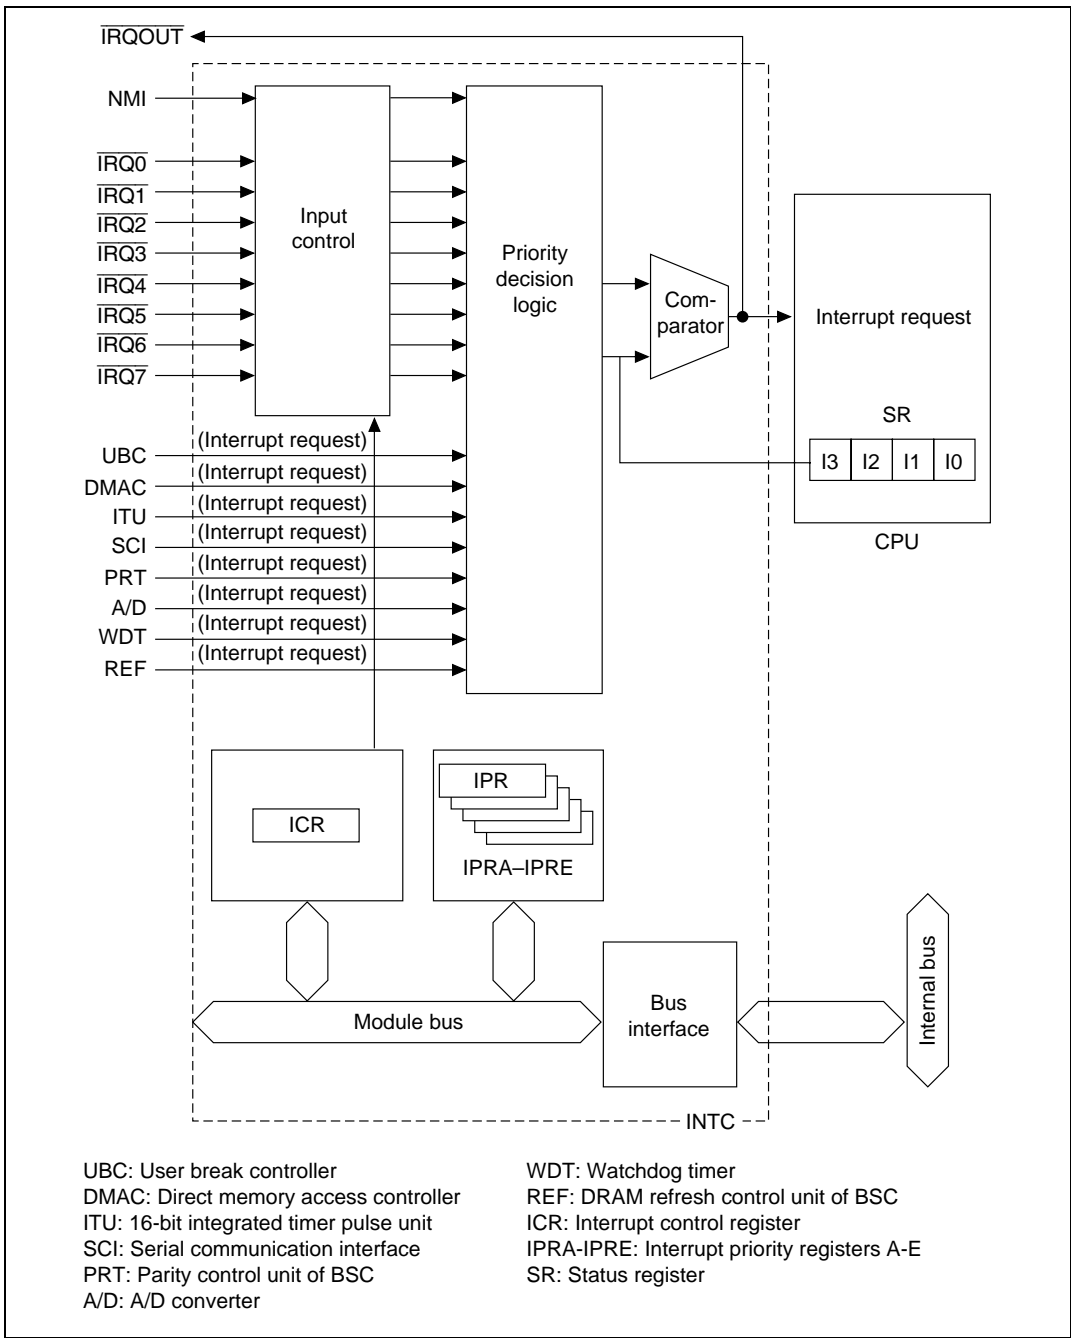 IRQOUT
NMI
IRQ0
IRQ1
IRQ2
IRQ3
IRQ4
IRQ5
IRQ6
IRQ7
Input
control
Priority
decision
logic
Com-
parator
Interrupt request
SR
I3 I2 I1 I0
CPU
UBC
(Interrupt request)
DMAC
(Interrupt request)
ITU
(Interrupt request)
SCI
(Interrupt request)
PRT
(Interrupt request)
A/D
(Interrupt request)
WDT
(Interrupt request)
REF
(Interrupt request)
ICR
IPR
IPRA–IPRE
Module bus
Bus
interface
Internal bus
INTC
UBC: User break controller
DMAC: Direct memory access controller
ITU: 16-bit integrated timer pulse unit
SCI: Serial communication interface
PRT: Parity control unit of BSC
A/D: A/D converter
WDT: Watchdog timer
REF: DRAM refresh control unit of BSC
ICR: Interrupt control register
IPRA-IPRE: Interrupt priority registers A-E
SR: Status register